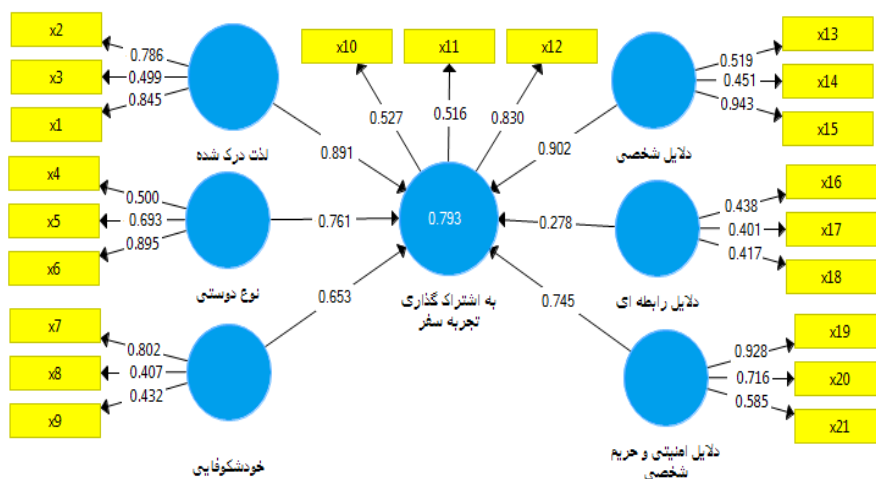 x2
x3
x1
0.786
0.499
0.845
لذت درک شده
x4
x5
x6
0.500
0.693
0.895
نوع دوستی
x7
x8
x9
0.802
0.407
0.432
خودشکوفایی
x10
x11
x12
0.527
0.516
0.830
0.891
0.761
0.653
0.793
به اشتراک گذاری
تجربه سفر
0.902
0.278
0.745
x13
x14
x15
0.519
0.451
0.943
دلایل شخصی
x16
x17
x18
0.438
0.401
0.417
دلایل رابطه ای
x19
x20
x21
0.928
0.716
0.585
دلایل امنیتی و حریم
شخصی